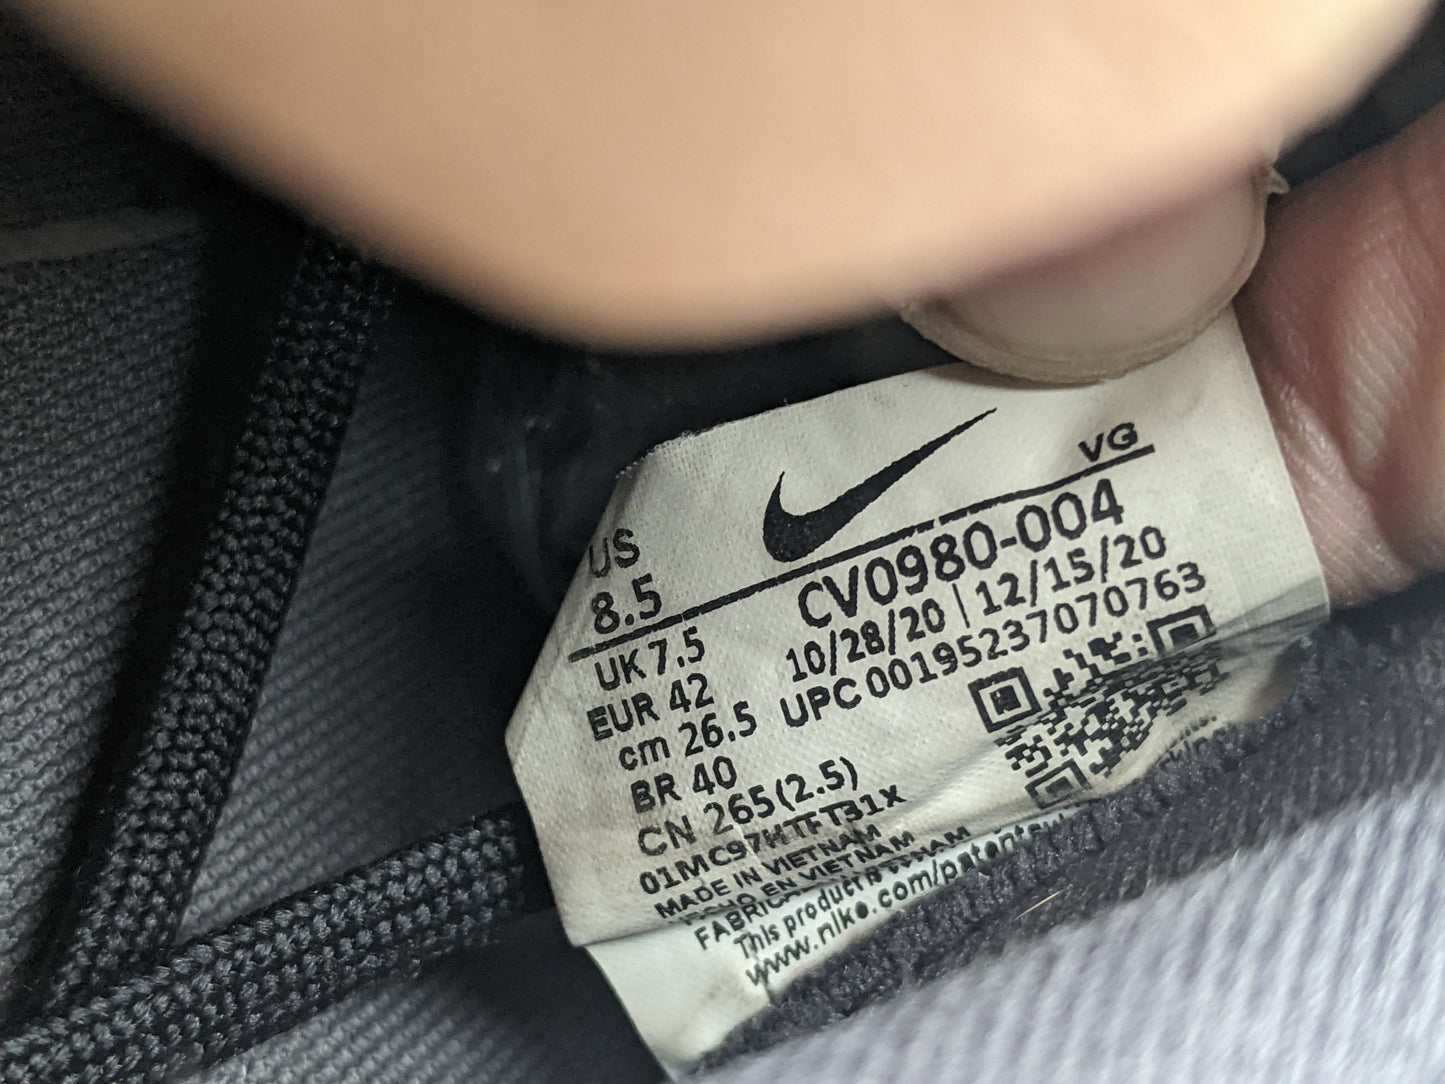 US
8.5
VG
UK 7.5
EUR 42
cm 26.5
BR 40
CN 265(2.5)
CV0980-004
10/28/20 | 12/15/20
UPC 00195237070763
01MC97HTFT31X
MADE IN VIETNAM
EN VIETNAM
This product
www.nike.com/patents